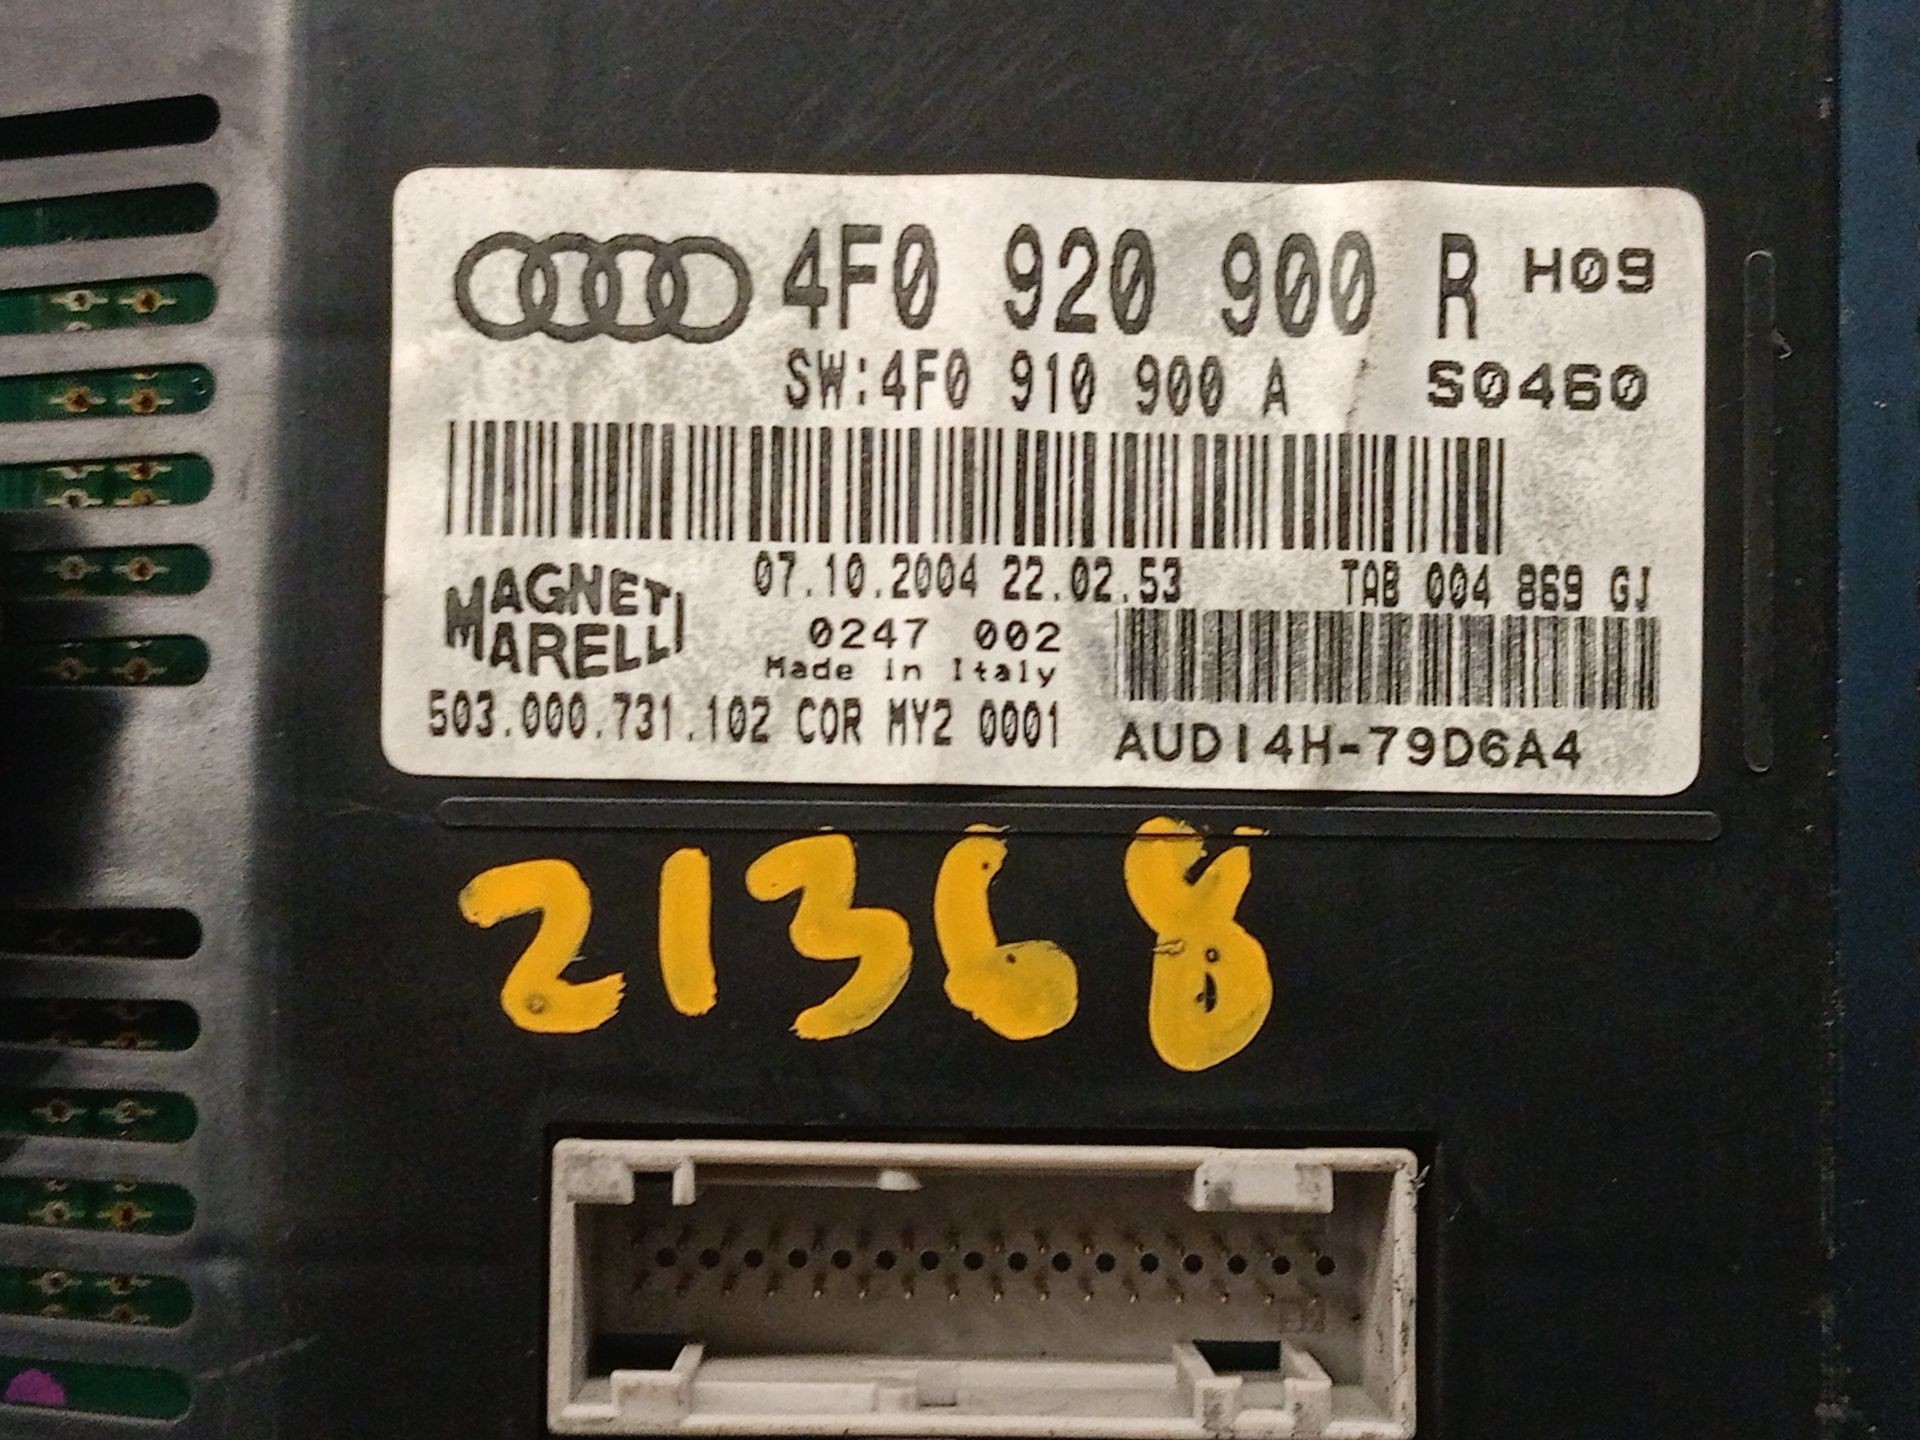 4F0 920 900 R H09
SW:4F0 910 900 A S0460
07.10.2004 22.02.53 TAB 004 869 GJ
MAGNETI MARELLI
0247 002
Made in Italy
503.000.731.102 COR MY2 0001
AUDI4H-79D6A4
21368